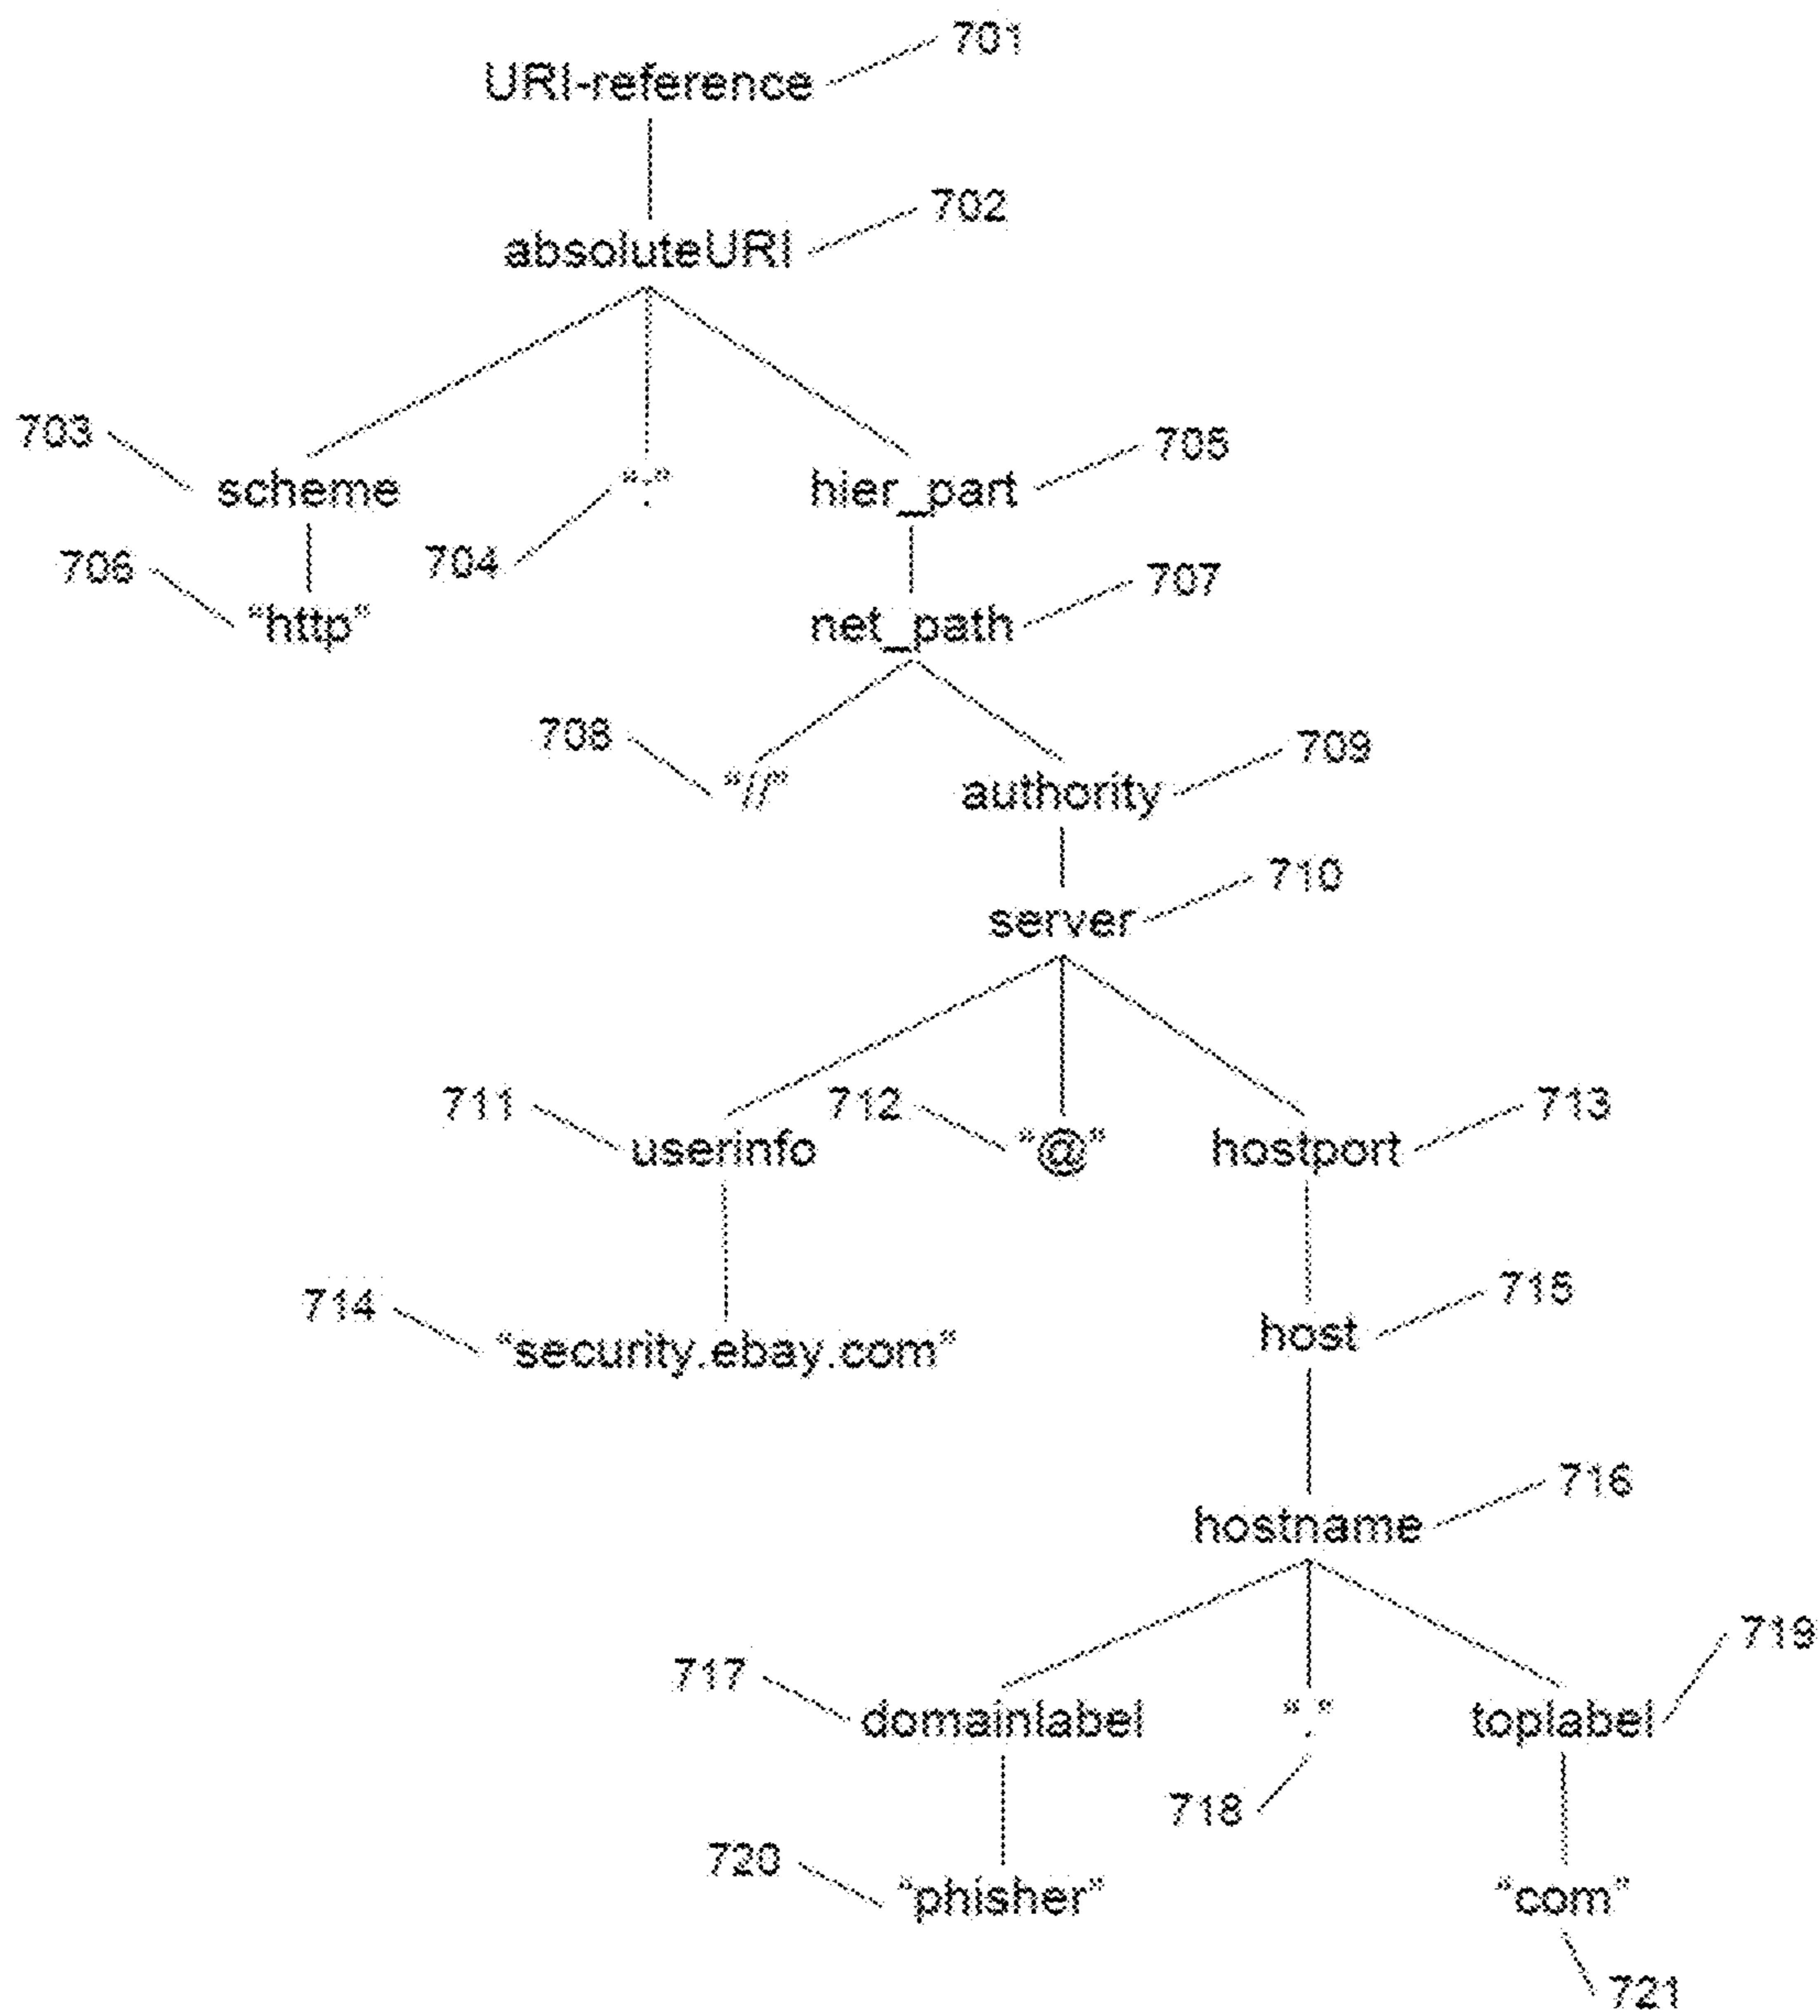 701
URI-reference
702
absoluteURI
703
705
scheme
“:”
hier_part
704
706
707
“http”
net_path
708
709
“//”
authority
710
server
711
712
713
userinfo
“@“
hostport
714
715
“security.ebay.com“
host
716
hostname
719
717
domainlabel
“.”
toplabel
718
720
“phisher“
“com”
721